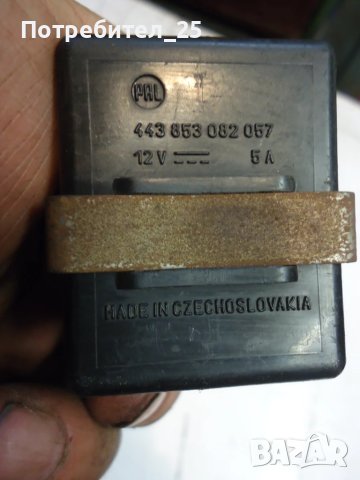 Потребител_25
PAL
443 853 082 057
12 V 5 A
MADE IN CZECHOSLOVAKIA
BAZAR